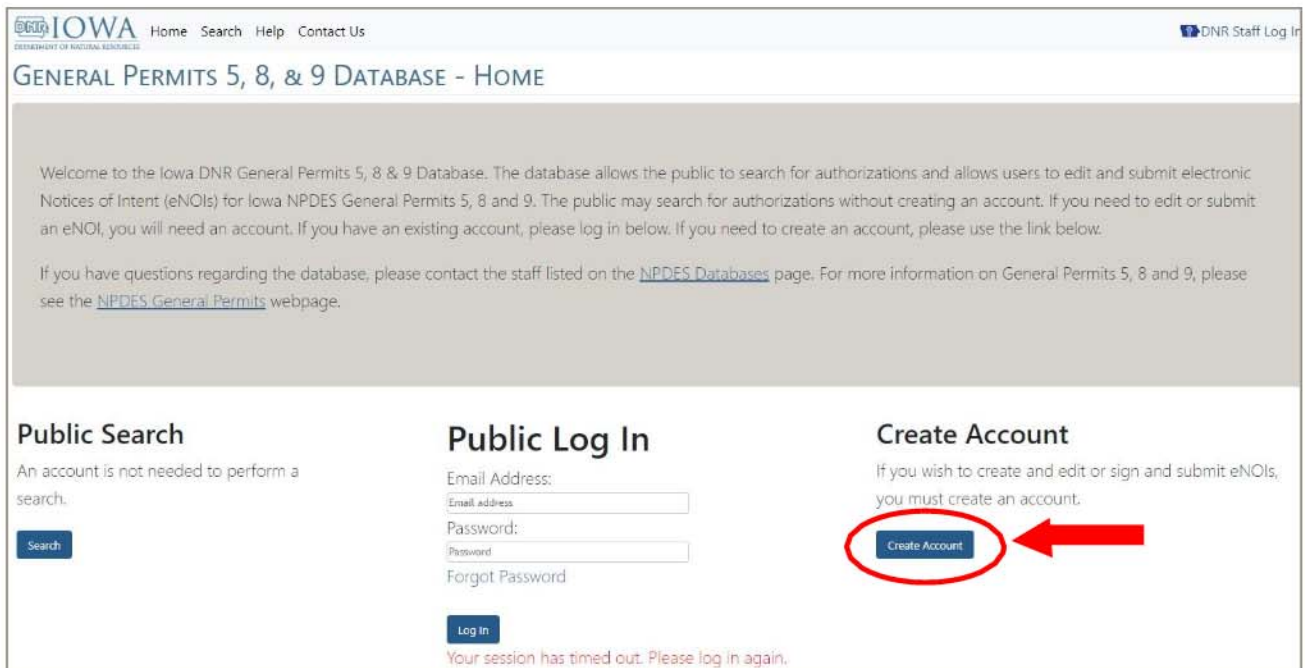 DNR IOWA Home Search Help Contact Us DNR Staff Log In
DEPARTMENT OF NATURAL RESOURCES
GENERAL PERMITS 5, 8, & 9 DATABASE - HOME
Welcome to the Iowa DNR General Permits 5, 8 & 9 Database. The database allows the public to search for authorizations and allows users to edit and submit electronic
Notices of Intent (eNOIs) for Iowa NPDES General Permits 5, 8 and 9. The public may search for authorizations without creating an account. If you need to edit or submit
an eNOI, you will need an account. If you have an existing account, please log in below. If you need to create an account, please use the link below.
If you have questions regarding the database, please contact the staff listed on the NPDES Databases page. For more information on General Permits 5, 8 and 9, please
see the NPDES General Permits webpage.
Public Search
An account is not needed to perform a
search.
Search
Public Log In
Email Address:
Email address
Password:
Password
Forgot Password
Log In
Your session has timed out. Please log in again.
Create Account
If you wish to create and edit or sign and submit eNOIs,
you must create an account.
Create Account